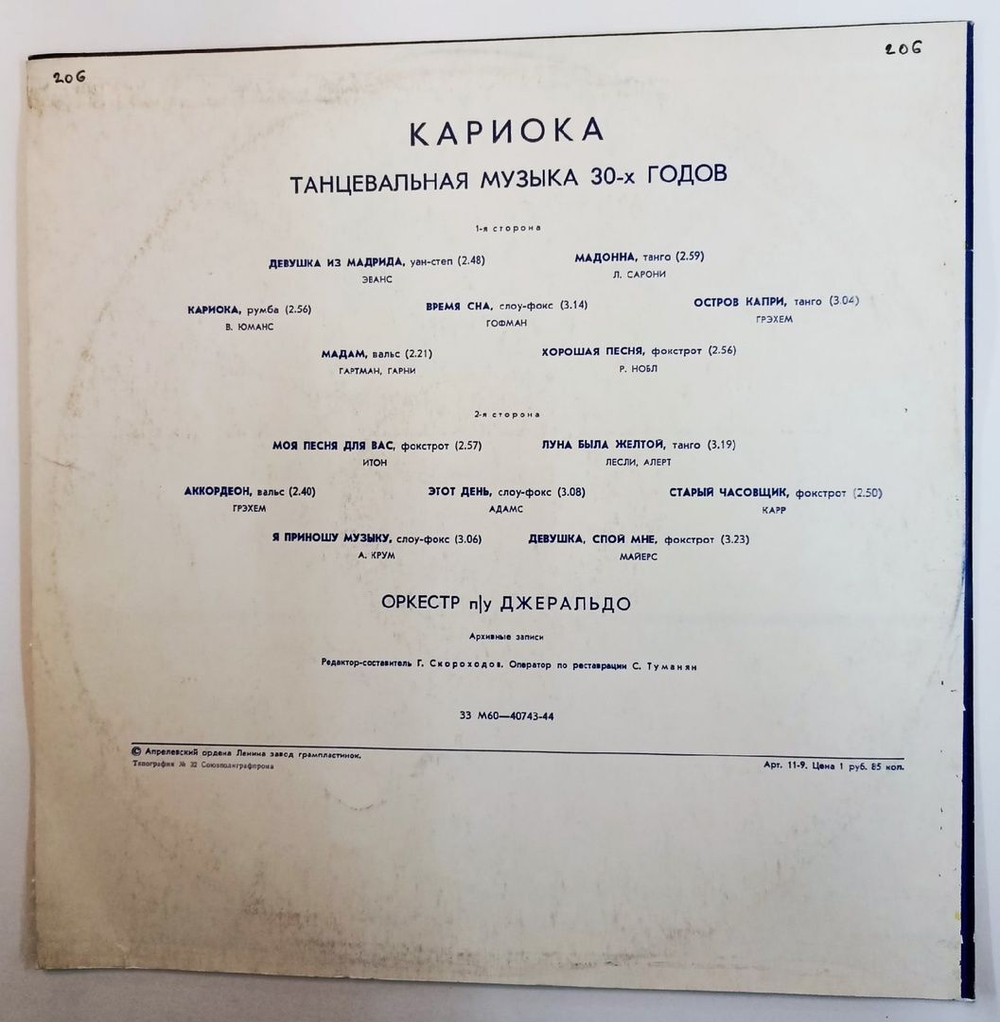 206 206
КАРИОКА
ТАНЦЕВАЛЬНАЯ МУЗЫКА 30-х ГОДОВ
1-я сторона
ДЕВУШКА ИЗ МАДРИДА, уан-степ (2.48) МАДОННА, танго (2.59)
ЭВАНС Л. САРОНИ
КАРИОКА, румба (2.56) ВРЕМЯ СНА, слоу-фокс (3.14) ОСТРОВ КАПРИ, танго (3.04)
В. ЮМАНС ГОФМАН ГРЭХЕМ
МАДАМ, вальс (2.21) ХОРОШАЯ ПЕСНЯ, фокстрот (2.56)
ГАРТМАН, ГАРНИ Р. НОБЛ
2-я сторона
МОЯ ПЕСНЯ ДЛЯ ВАС, фокстрот (2.57) ЛУНА БЫЛА ЖЕЛТОЙ, танго (3.19)
ИТОН ЛЕСЛИ, АЛЕРТ
АККОРДЕОН, вальс (2.40) ЭТОТ ДЕНЬ, слоу-фокс (3.08) СТАРЫЙ ЧАСОВЩИК, фокстрот (2.50)
ГРЭХЕМ АДАМС КАРР
Я ПРИНОШУ МУЗЫКУ, слоу-фокс (3.06) ДЕВУШКА, СПОЙ МНЕ, фокстрот (3.23)
А. КРУМ МАЙЕРС
ОРКЕСТР п/у ДЖЕРАЛЬДО
Архивные записи
Редактор-составитель Г. Скороходов. Оператор по реставрации С. Туманян
33 М60—40743-44
© Апрелевский ордена Ленина завод грампластинок.
Типография № 32 Союзполиграфпрома Арт. 11-9. Цена 1 руб. 85 коп.